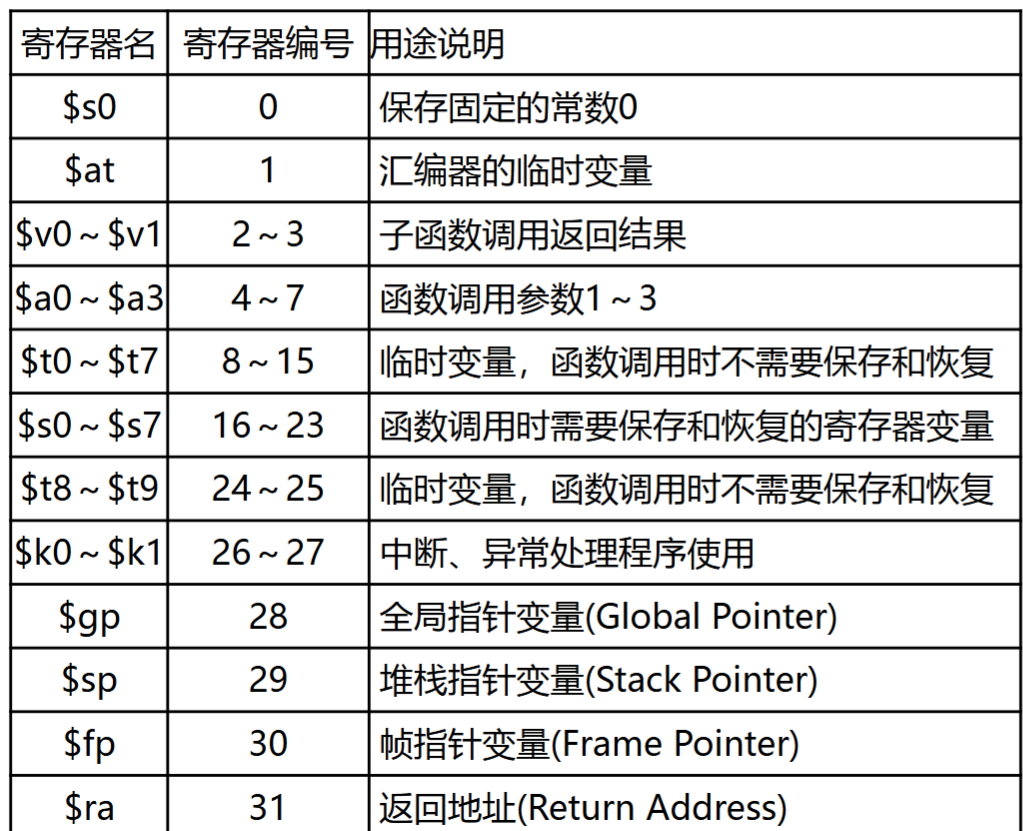 寄存器名 寄存器编号 用途说明
$s0 0 保存固定的常数0
$at 1 汇编器的临时变量
$v0～$v1 2～3 子函数调用返回结果
$a0～$a3 4～7 函数调用参数1～3
$t0～$t7 8～15 临时变量，函数调用时不需要保存和恢复
$s0～$s7 16～23 函数调用时需要保存和恢复的寄存器变量
$t8～$t9 24～25 临时变量，函数调用时不需要保存和恢复
$k0～$k1 26～27 中断、异常处理程序使用
$gp 28 全局指针变量(Global Pointer)
$sp 29 堆栈指针变量(Stack Pointer)
$fp 30 帧指针变量(Frame Pointer)
$ra 31 返回地址(Return Address)